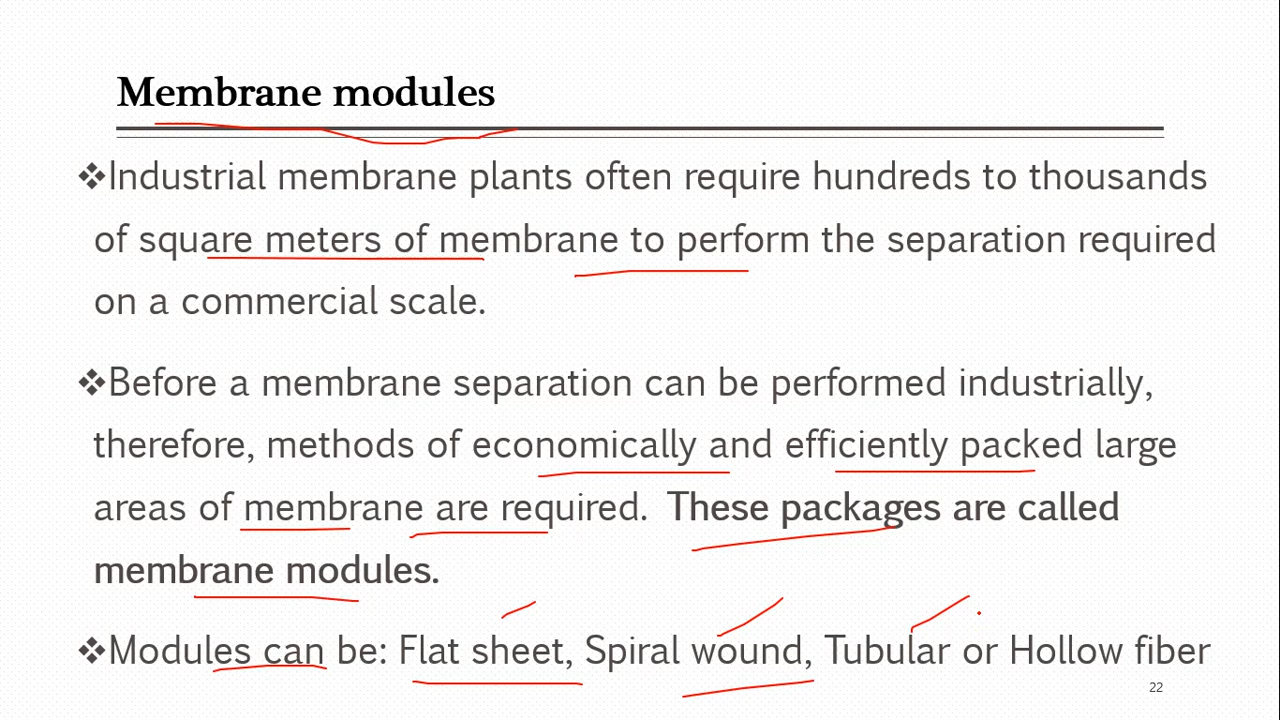 Membrane modules
❖Industrial membrane plants often require hundreds to thousands
of square meters of membrane to perform the separation required
on a commercial scale.
❖Before a membrane separation can be performed industrially,
therefore, methods of economically and efficiently packed large
areas of membrane are required. These packages are called
membrane modules.
❖Modules can be: Flat sheet, Spiral wound, Tubular or Hollow fiber
22